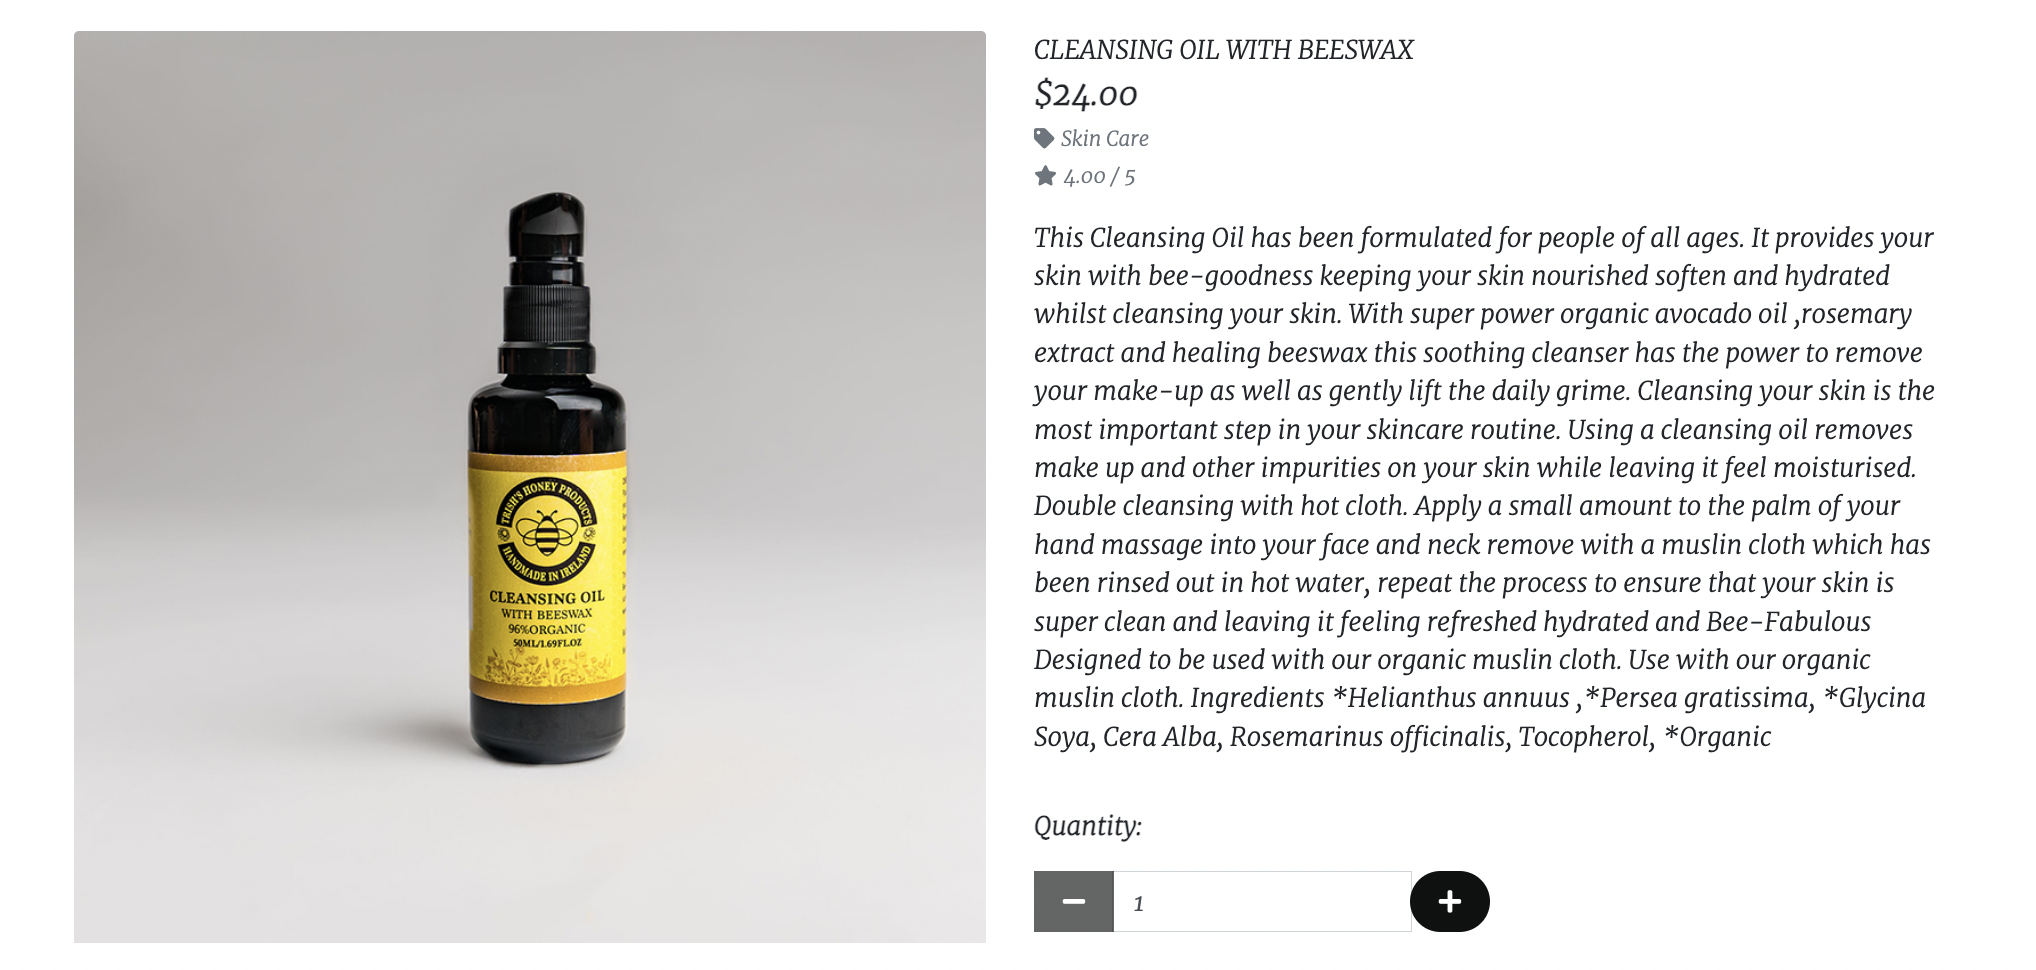 CLEANSING OIL WITH BEESWAX
$24.00
Skin Care
4.00 / 5
This Cleansing Oil has been formulated for people of all ages. It provides your
skin with bee-goodness keeping your skin nourished soften and hydrated
whilst cleansing your skin. With super power organic avocado oil ,rosemary
extract and healing beeswax this soothing cleanser has the power to remove
your make-up as well as gently lift the daily grime. Cleansing your skin is the
most important step in your skincare routine. Using a cleansing oil removes
make up and other impurities on your skin while leaving it feel moisturised.
Double cleansing with hot cloth. Apply a small amount to the palm of your
hand massage into your face and neck remove with a muslin cloth which has
been rinsed out in hot water, repeat the process to ensure that your skin is
super clean and leaving it feeling refreshed hydrated and Bee-Fabulous
Designed to be used with our organic muslin cloth. Use with our organic
muslin cloth. Ingredients *Helianthus annuus ,*Persea gratissima, *Glycina
Soya, Cera Alba, Rosemarinus officinalis, Tocopherol, *Organic
Quantity:
1
TRISH'S HONEY PRODUCTS
HANDMADE IN IRELAND
CLEANSING OIL
WITH BEESWAX
96%ORGANIC
50ML/1.69FL.OZ